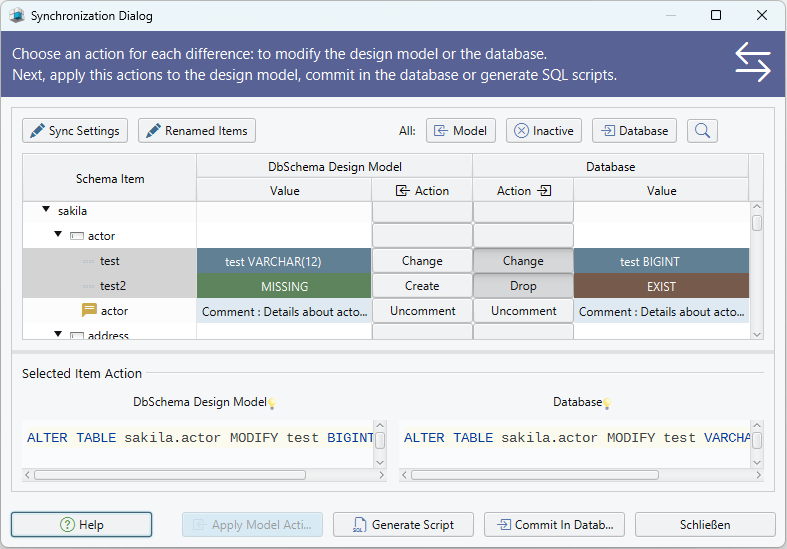 Synchronization Dialog
Choose an action for each difference: to modify the design model or the database.
Next, apply this actions to the design model, commit in the database or generate SQL scripts.
Sync Settings Renamed Items All: Model Inactive Database
Schema Item DbSchema Design Model Database
Value Action Action Value
sakila
actor
test test VARCHAR(12) Change Change test BIGINT
test2 MISSING Create Drop EXIST
actor Comment : Details about acto... Uncomment Uncomment Comment : Details about acto...
address
Selected Item Action
DbSchema Design Model Database
ALTER TABLE sakila.actor MODIFY test BIGINT ALTER TABLE sakila.actor MODIFY test VARCHA
Help Apply Model Acti... SQL Generate Script Commit In Datab... Schließen